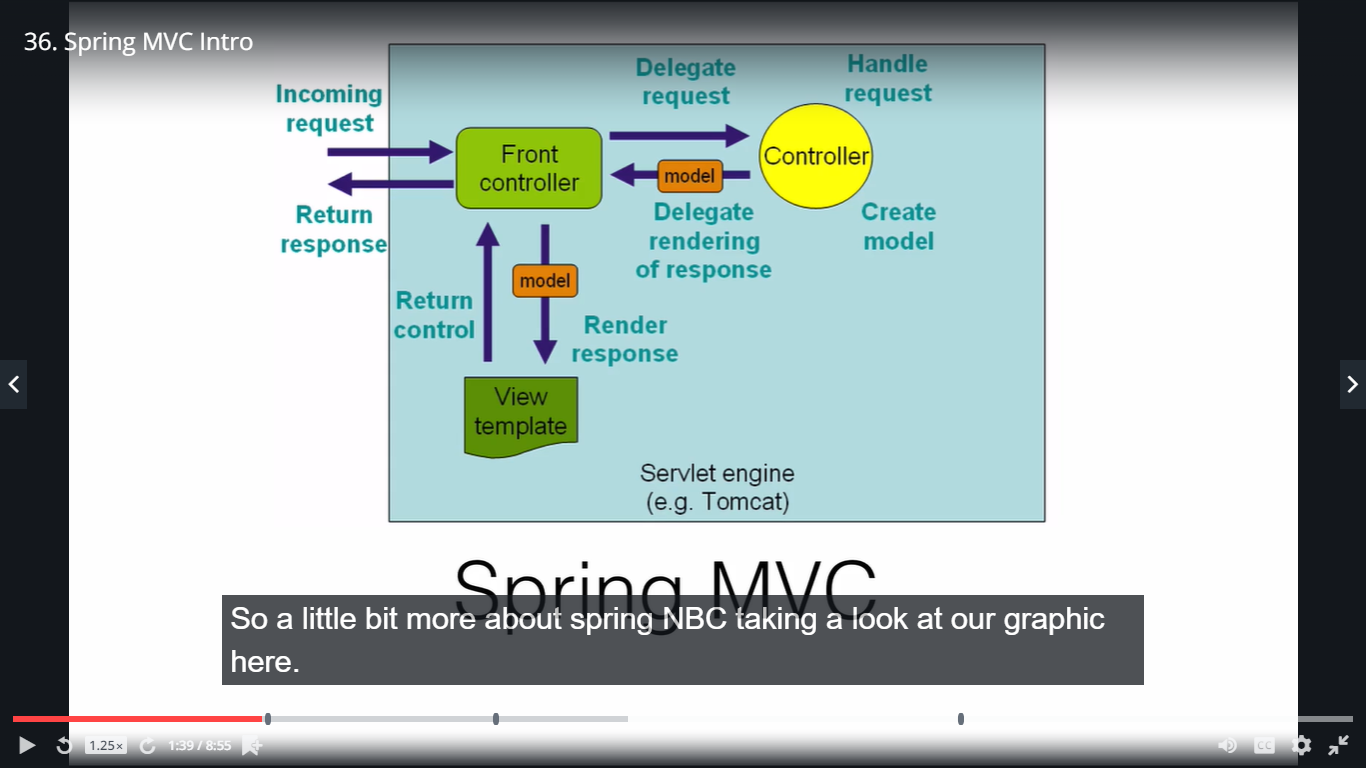 36. Spring MVC Intro
Incoming
request
Return
response
Front
controller
Delegate
request
Handle
request
Controller
model
Delegate
rendering
of response
Create
model
Return
control
model
Render
response
View
template
Servlet engine
(e.g. Tomcat)
Spring MVC
So a little bit more about spring NBC taking a look at our graphic
here.
1.25×
1:39 / 8:55
CC